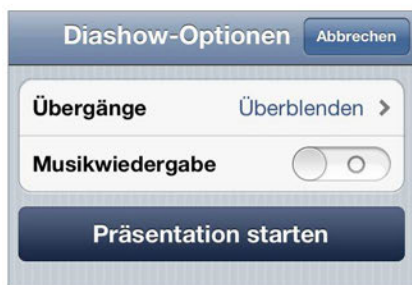 Diashow-Optionen Abbrechen
Übergänge Überblenden >
Musikwiedergabe
Präsentation starten